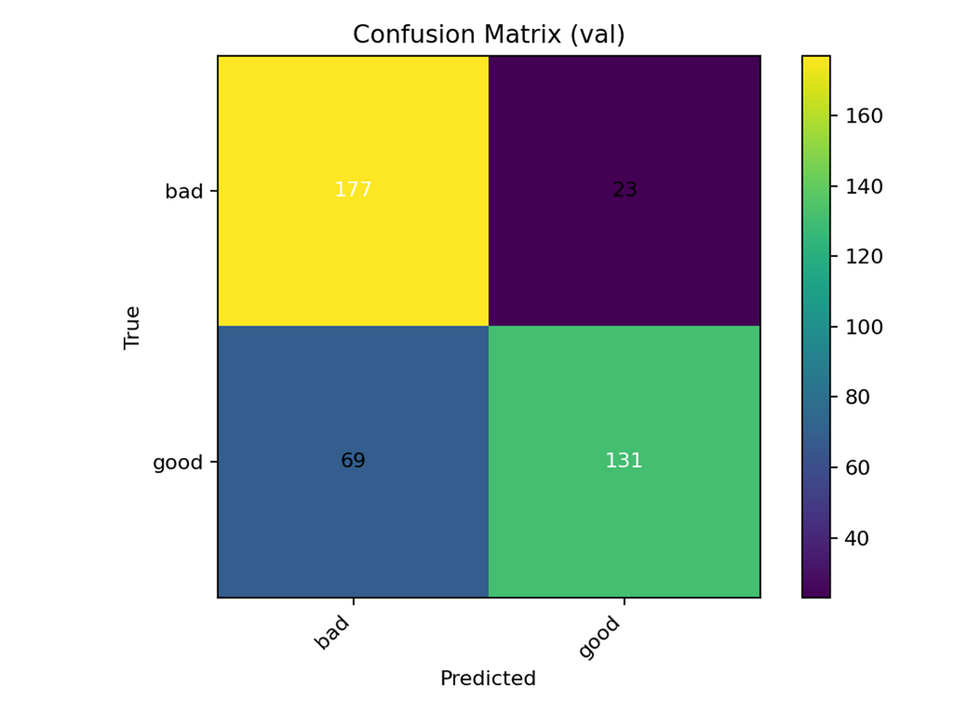 Confusion Matrix (val)
True
bad
good
177
23
69
131
bad
good
Predicted
160
140
120
100
80
60
40